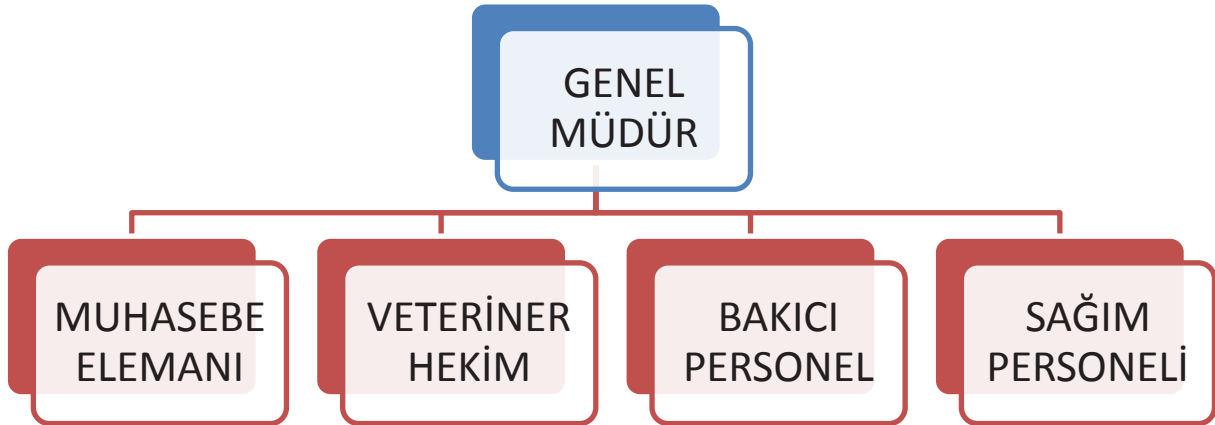 GENEL
MÜDÜR
MUHASEBE
ELEMANI
VETERİNER
HEKİM
BAKICI
PERSONEL
SAĞIM
PERSONELİ